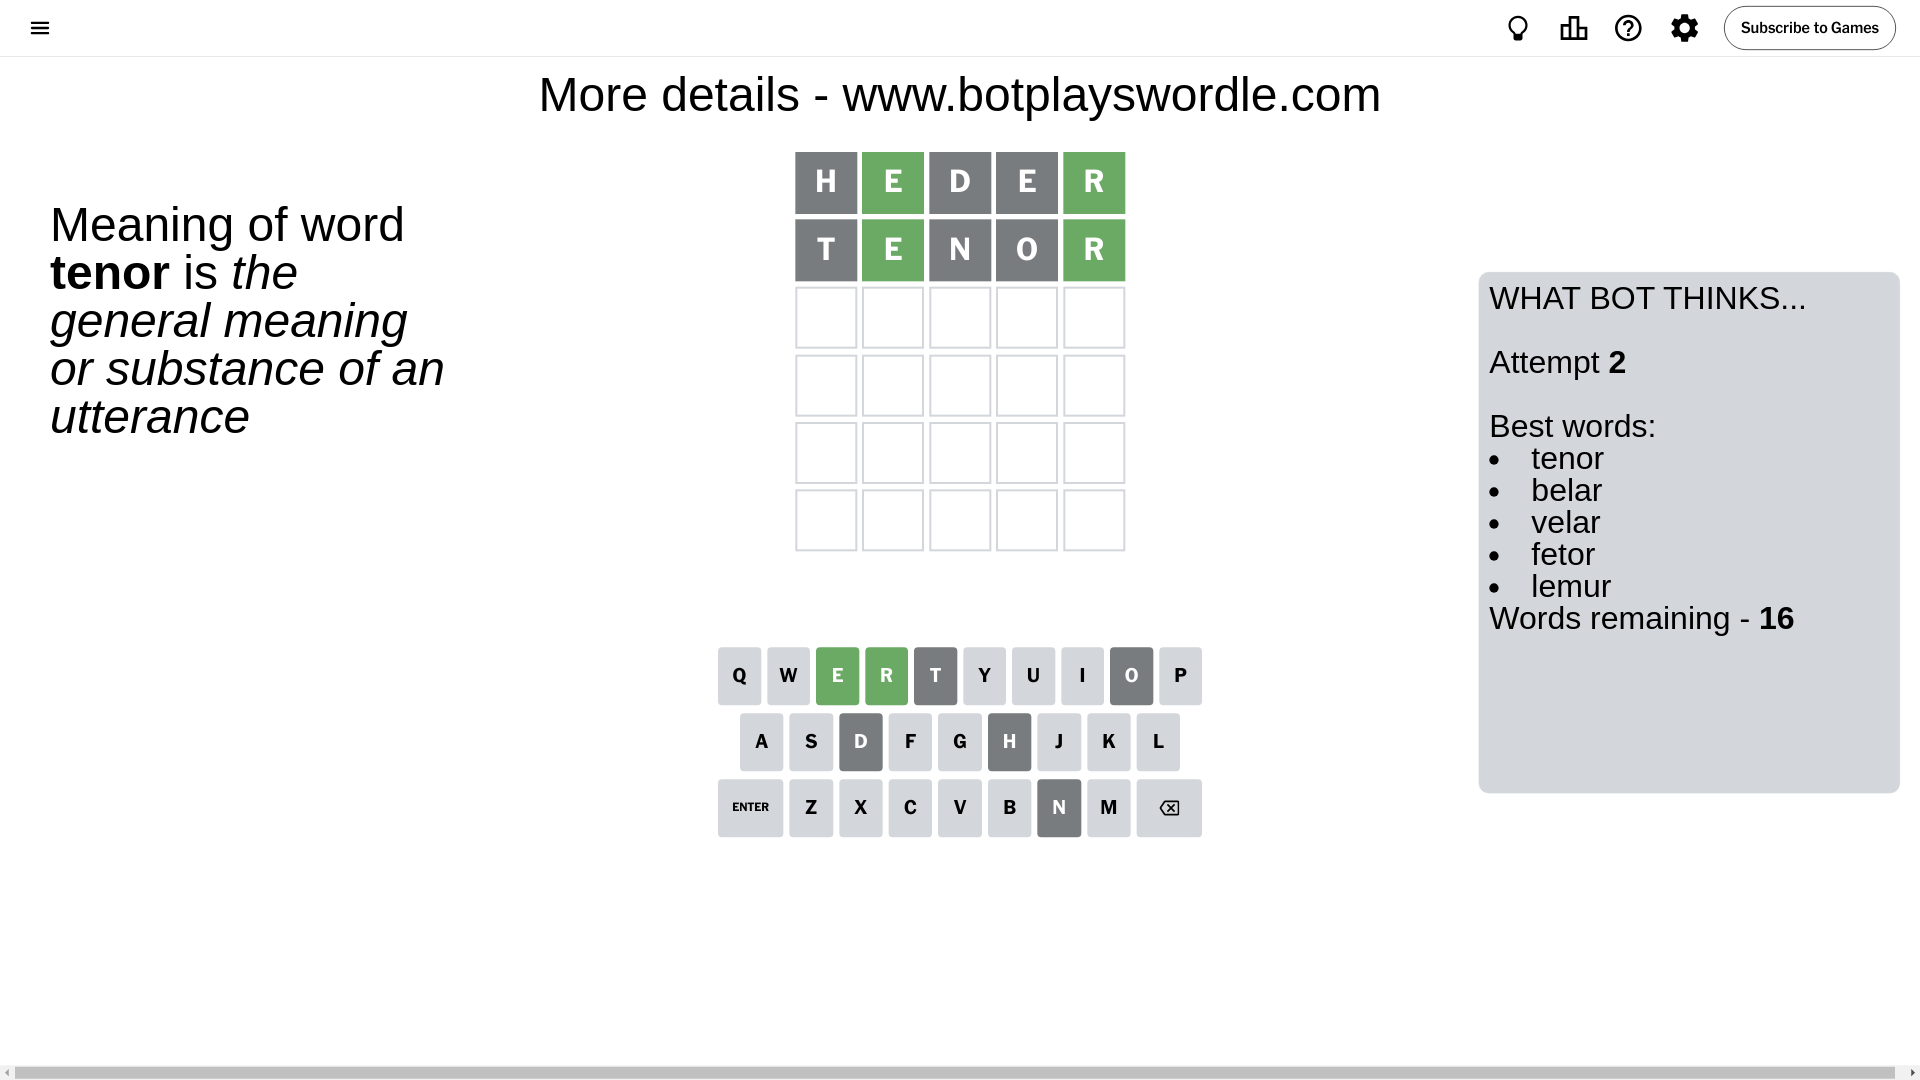 Subscribe to Games
More details - www.botplayswordle.com
Meaning of word
tenor is the
general meaning
or substance of an
utterance
H E D E R
T E N O R
WHAT BOT THINKS...
Attempt 2
Best words:
• tenor
• belar
• velar
• fetor
• lemur
Words remaining - 16
Q W E R T Y U I O P
A S D F G H J K L
ENTER Z X C V B N M